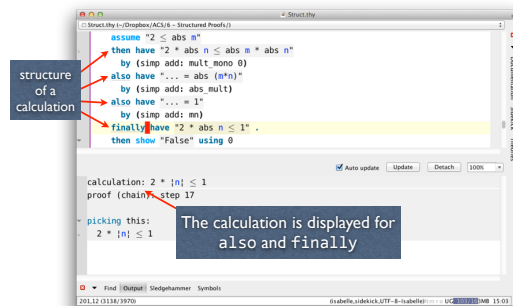 Struct.thy
Struct.thy (~/Dropbox/ACS/6 - Structured Proofs/)
assume "2 ≤ abs m"
then have "2 * abs n ≤ abs m * abs n"
by (simp add: mult_mono 0)
also have "... = abs (m*n)"
by (simp add: abs_mult)
also have "... = 1"
by (simp add: mn)
finally have "2 * abs n ≤ 1" .
then show "False" using 0
structure
of a
calculation
Auto update Update Detach 100%
calculation: 2 * ¦n¦ ≤ 1
proof (chain): step 17
picking this:
2 * ¦n¦ ≤ 1
The calculation is displayed for
also and finally
Find Output Sledgehammer Symbols
201,12 (3138/3970)
(isabelle,sidekick,UTF-8-Isabelle)
15:03